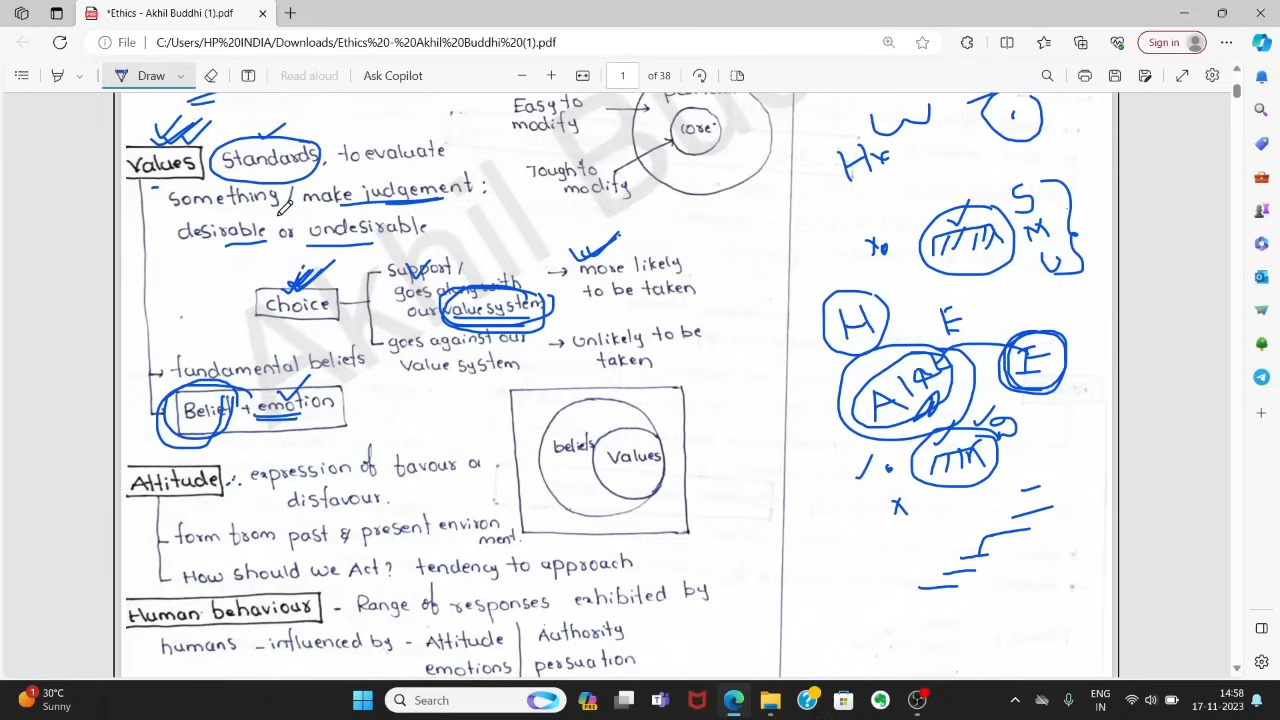 *Ethics - Akhil Buddhi (1).pdf
File C:/Users/HP%20INDIA/Downloads/Ethics%20-%20Akhil%20Buddhi%20(1).pdf
Sign in
Draw
Read aloud
Ask Copilot
1 of 38
Easy to
modify
core
Tough to
modify
Akhil Bu
Values Standards, to evaluate
something / make judgement :
desirable or undesirable
choice
support /
goes along with
our value system
→ more likely
to be taken
goes against our
value system
→ Unlikely to be
taken
→ fundamental beliefs
Belief + emotion
beliefs
values
Attitude : expression of favour or
disfavour.
form from past & present environ
ment.
How should we Act? tendency to approach
Human behaviour - Range of responses exhibited by
humans - influenced by - Attitude
emotions
Authority
persuation
W
H
S
M
U
H
E
I
A
30°C
Sunny
1
Search
PRE
ENG
IN
14:58
17-11-2023